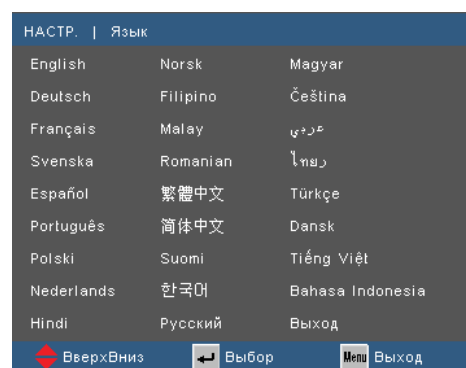 НАСТР. | Язык
English Norsk Magyar
Deutsch Filipino Čeština
Français Malay عربي
Svenska Romanian ไทย
Español 繁體中文 Türkçe
Português 简体中文 Dansk
Polski Suomi Tiếng Việt
Nederlands 한국어 Bahasa Indonesia
Hindi Русский Выход
ВверхВниз Выбор Menu Выход